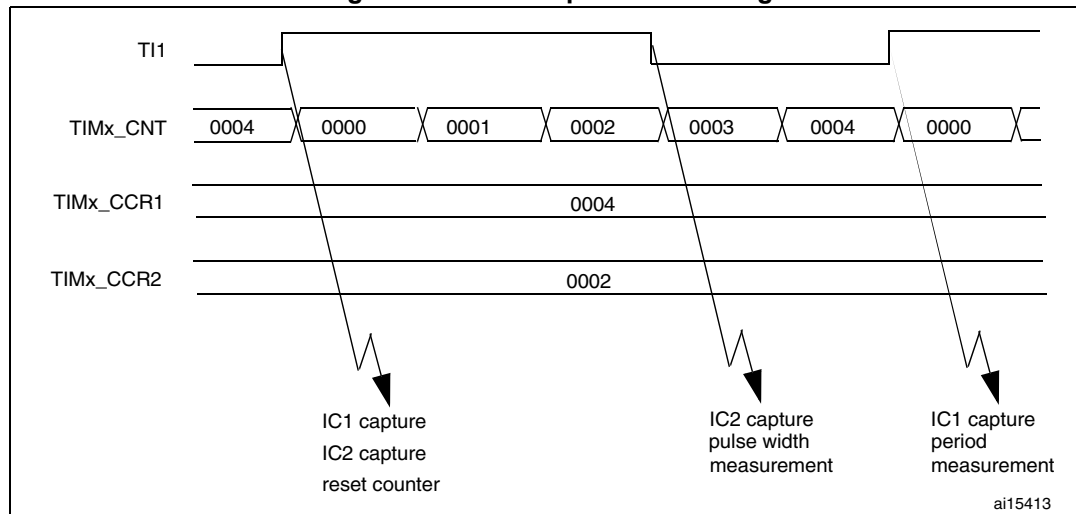 TI1
TIMx_CNT 0004 0000 0001 0002 0003 0004 0000
TIMx_CCR1 0004
TIMx_CCR2 0002
IC1 capture
IC2 capture
reset counter
IC2 capture
pulse width
measurement
IC1 capture
period
measurement
ai15413